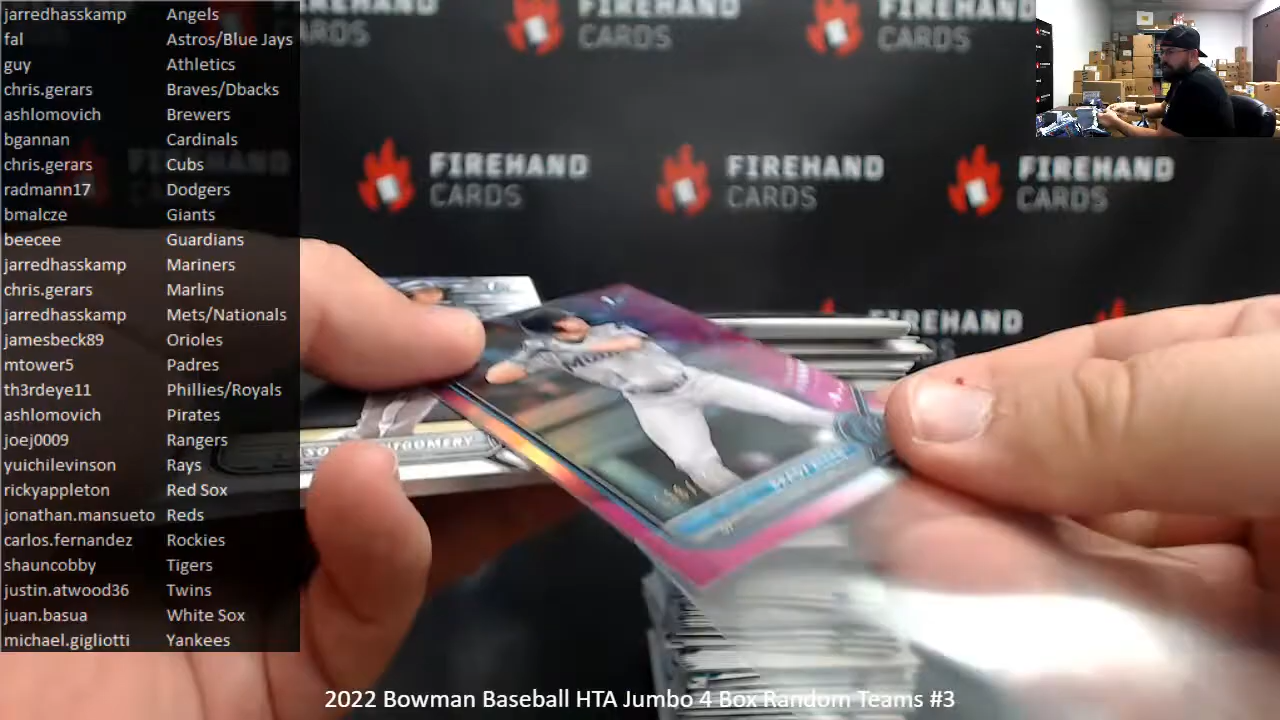 jarredhasskamp Angels
fal Astros/Blue Jays
guy Athletics
chris.gerars Braves/Dbacks
ashlomovich Brewers
bgannan Cardinals
chris.gerars Cubs
radmann17 Dodgers
bmalcze Giants
beecee Guardians
jarredhasskamp Mariners
chris.gerars Marlins
jarredhasskamp Mets/Nationals
jamesbeck89 Orioles
mtower5 Padres
th3rdeye11 Phillies/Royals
ashlomovich Pirates
joej0009 Rangers
yuichilevinson Rays
rickyappleton Red Sox
jonathan.mansueto Reds
carlos.fernandez Rockies
shauncobby Tigers
justin.atwood36 Twins
juan.basua White Sox
michael.gigliotti Yankees
FIREHAND
CARDS
FIREHAND
CARDS
FIREHAND
CARDS
FIREHAND
CARDS
FIREHAND
CARDS
FIREHAND
2022 Bowman Baseball HTA Jumbo 4 Box Random Teams #3